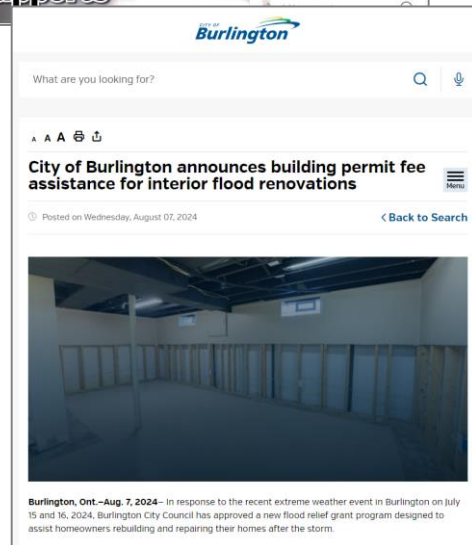 CITY OF
Burlington
What are you looking for?
A A A
City of Burlington announces building permit fee
assistance for interior flood renovations
Menu
Posted on Wednesday, August 07, 2024
< Back to Search
Burlington, Ont.—Aug. 7, 2024— In response to the recent extreme weather event in Burlington on July
15 and 16, 2024, Burlington City Council has approved a new flood relief grant program designed to
assist homeowners rebuilding and repairing their homes after the storm.